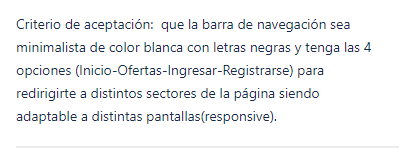 Criterio de aceptación:  que la barra de navegación sea
minimalista de color blanca con letras negras y tenga las 4
opciones (Inicio-Ofertas-Ingresar-Registrarse) para
redirigirte a distintos sectores de la página siendo
adaptable a distintas pantallas(responsive).